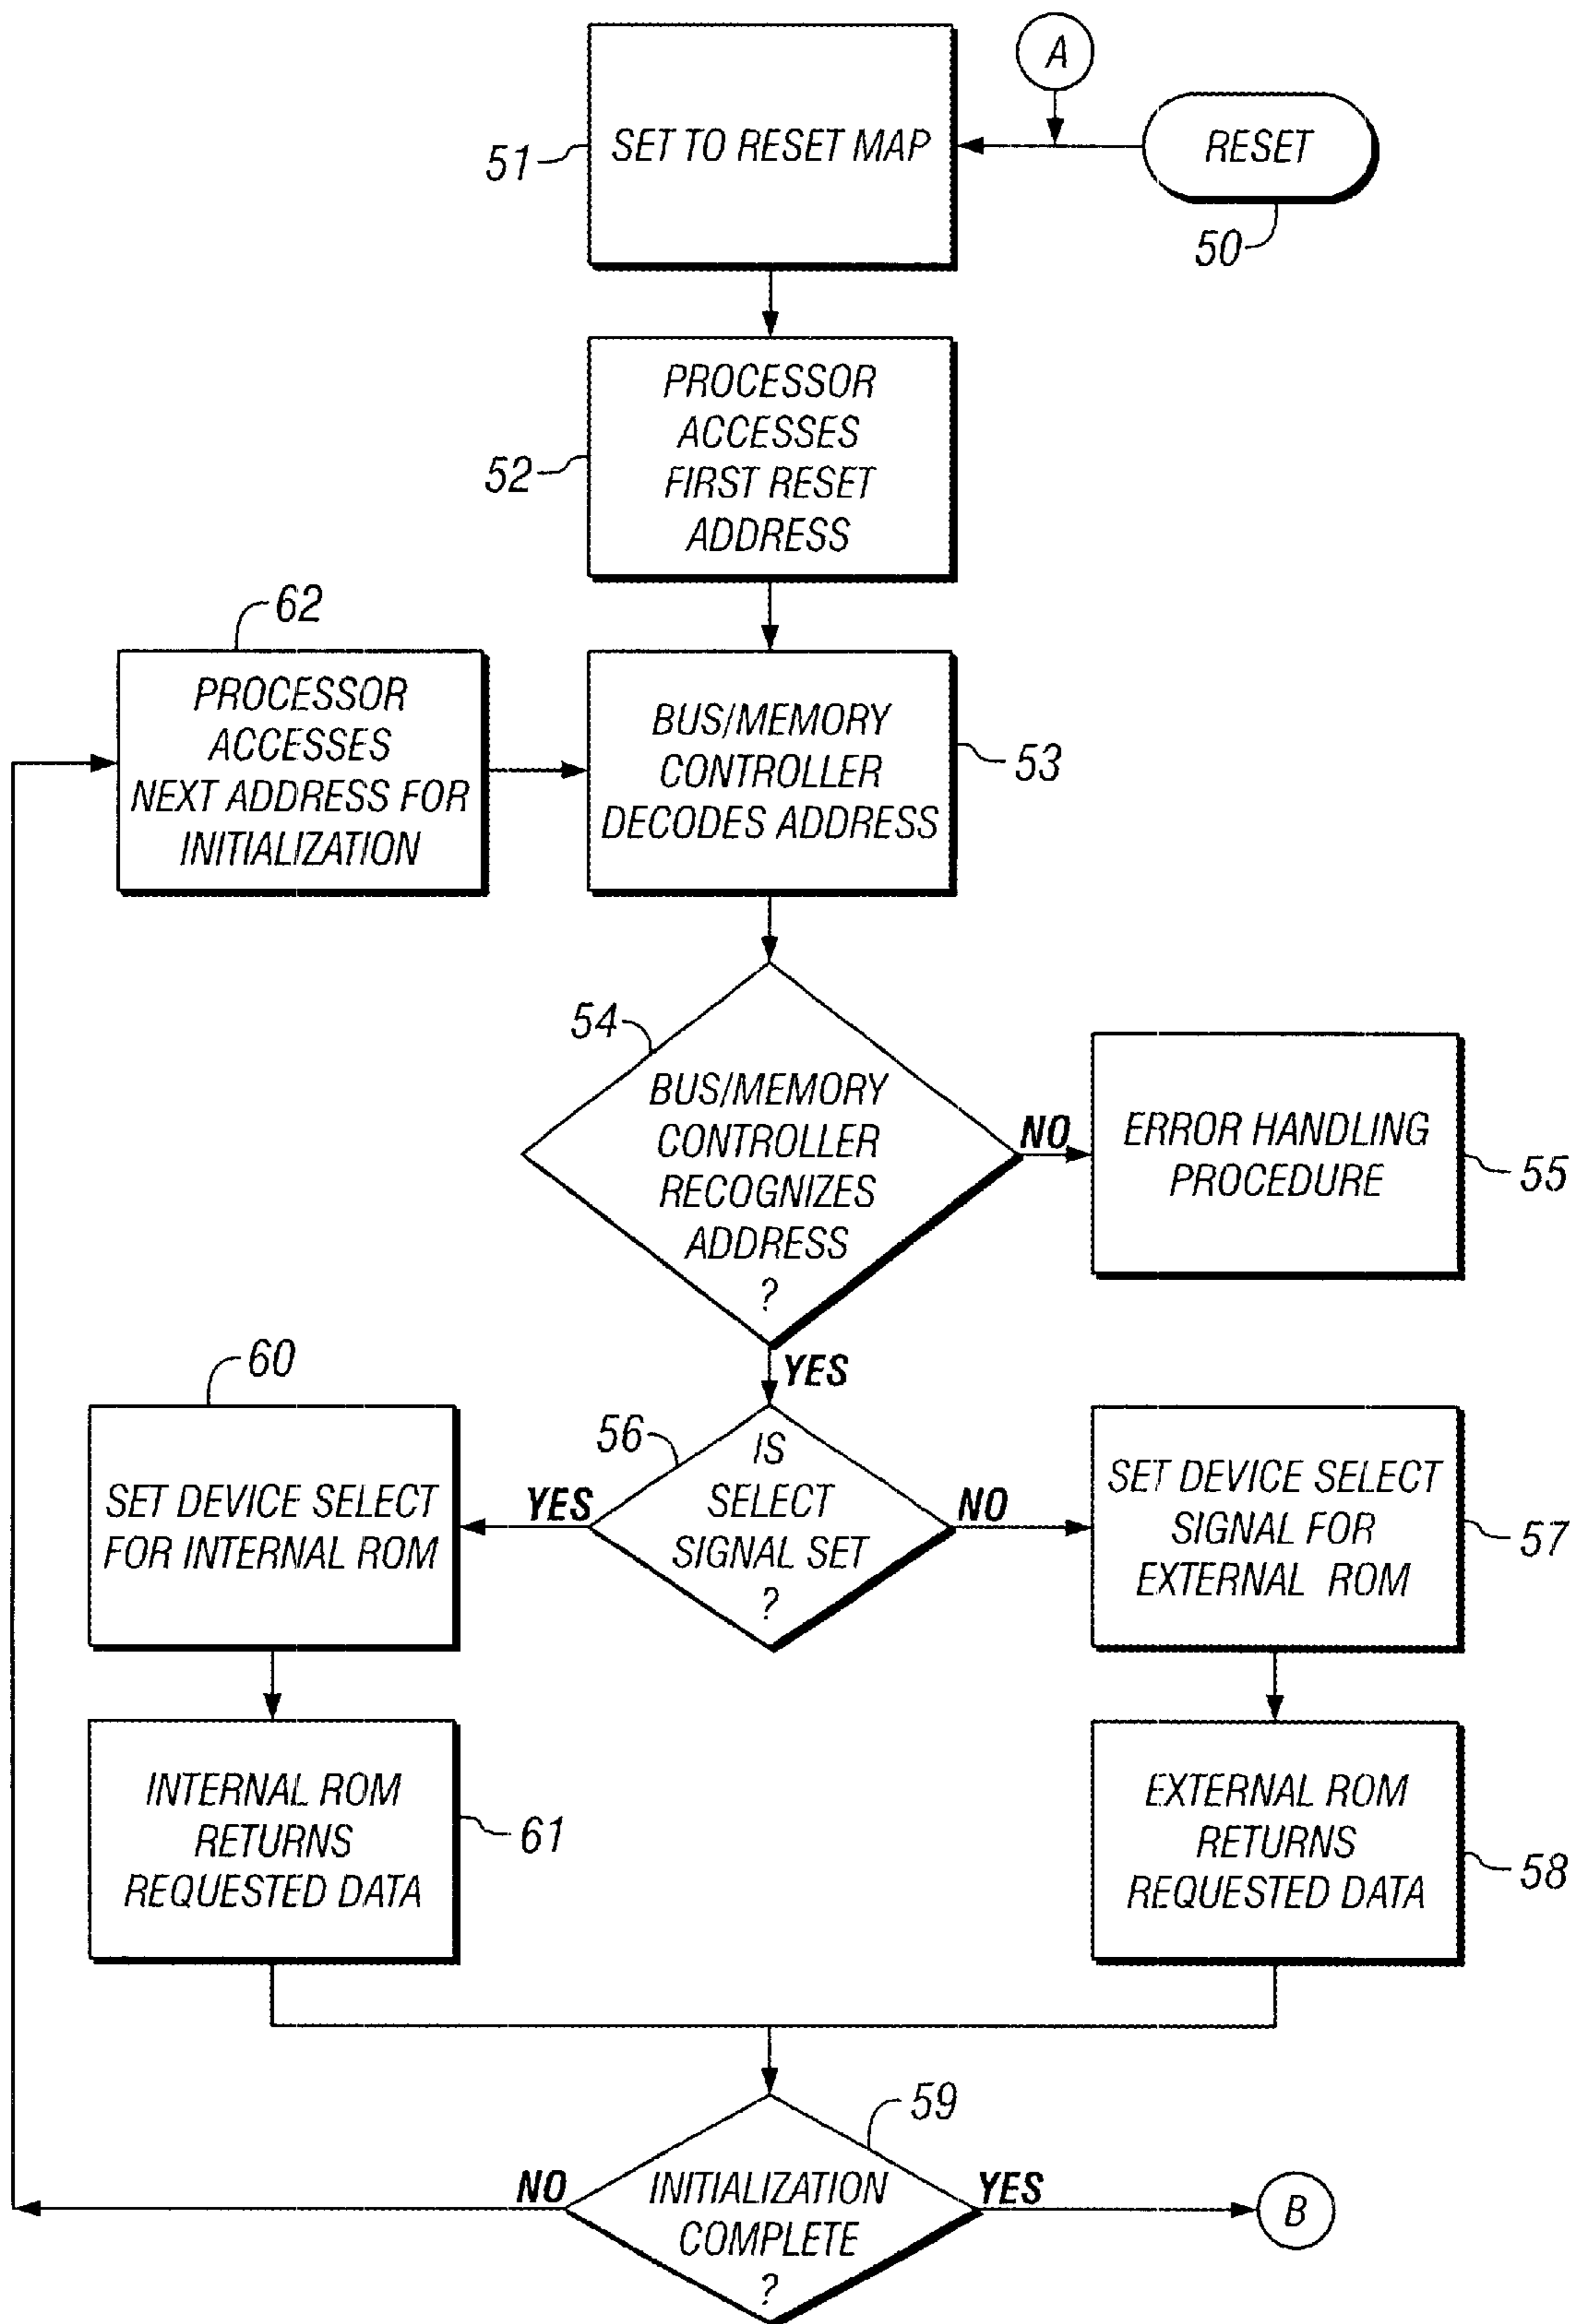 A
SET TO RESET MAP
RESET
51
50
PROCESSOR
ACCESSES
FIRST RESET
ADDRESS
52
62
PROCESSOR
ACCESSES
NEXT ADDRESS FOR
INITIALIZATION
BUS/MEMORY
CONTROLLER
DECODES ADDRESS
53
54
BUS/MEMORY
CONTROLLER
RECOGNIZES
ADDRESS
?
NO
ERROR HANDLING
PROCEDURE
55
YES
60
56
IS
SELECT
SIGNAL SET
?
YES
NO
SET DEVICE SELECT
FOR INTERNAL ROM
SET DEVICE SELECT
SIGNAL FOR
EXTERNAL ROM
57
INTERNAL ROM
RETURNS
REQUESTED DATA
61
EXTERNAL ROM
RETURNS
REQUESTED DATA
58
59
NO
INITIALIZATION
COMPLETE
?
YES
B